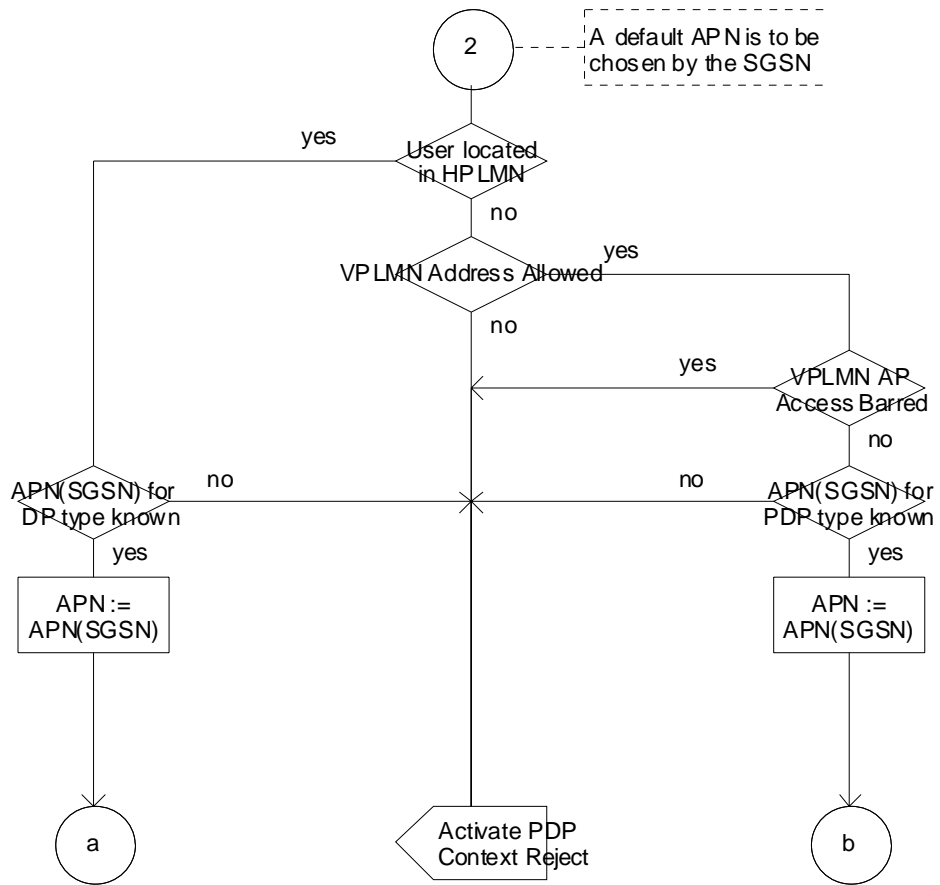 2
A default APN is to be
chosen by the SGSN
yes
User located
in HPLMN
no
VPLMN Address Allowed
yes
no
yes
VPLMN AP
Access Barred
no
APN(SGSN) for
DP type known
no
no
APN(SGSN) for
PDP type known
yes
yes
APN :=
APN(SGSN)
APN :=
APN(SGSN)
a
Activate PDP
Context Reject
b